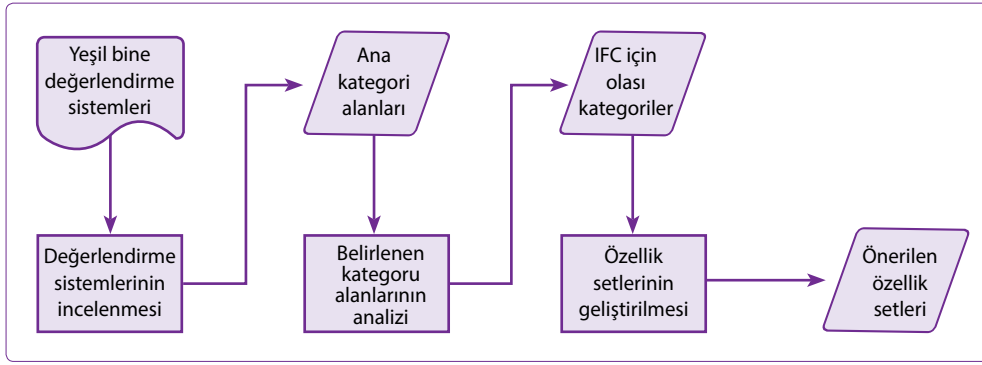 Yeşil bine
değerlendirme
sistemleri
Değerlendirme
sistemlerinin
incelenmesi
Ana
kategori
alanları
Belirlenen
kategoru
alanlarının
analizi
IFC için
olası
kategoriler
Özellik
setlerinin
geliştirilmesi
Önerilen
özellik
setleri